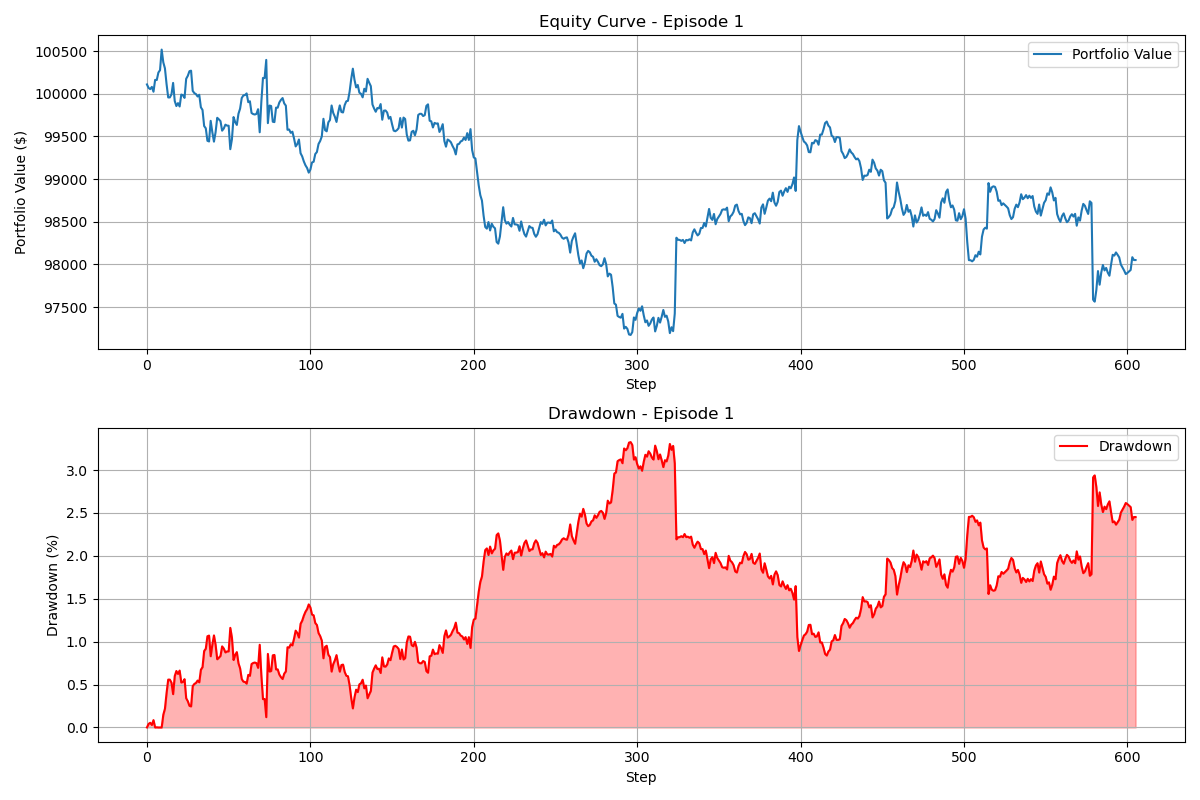 Equity Curve - Episode 1
Portfolio Value ($)
100500
100000
99500
99000
98500
98000
97500
Portfolio Value
0 100 200 300 400 500 600
Step
Drawdown - Episode 1
Drawdown (%)
3.0
2.5
2.0
1.5
1.0
0.5
0.0
Drawdown
0 100 200 300 400 500 600
Step